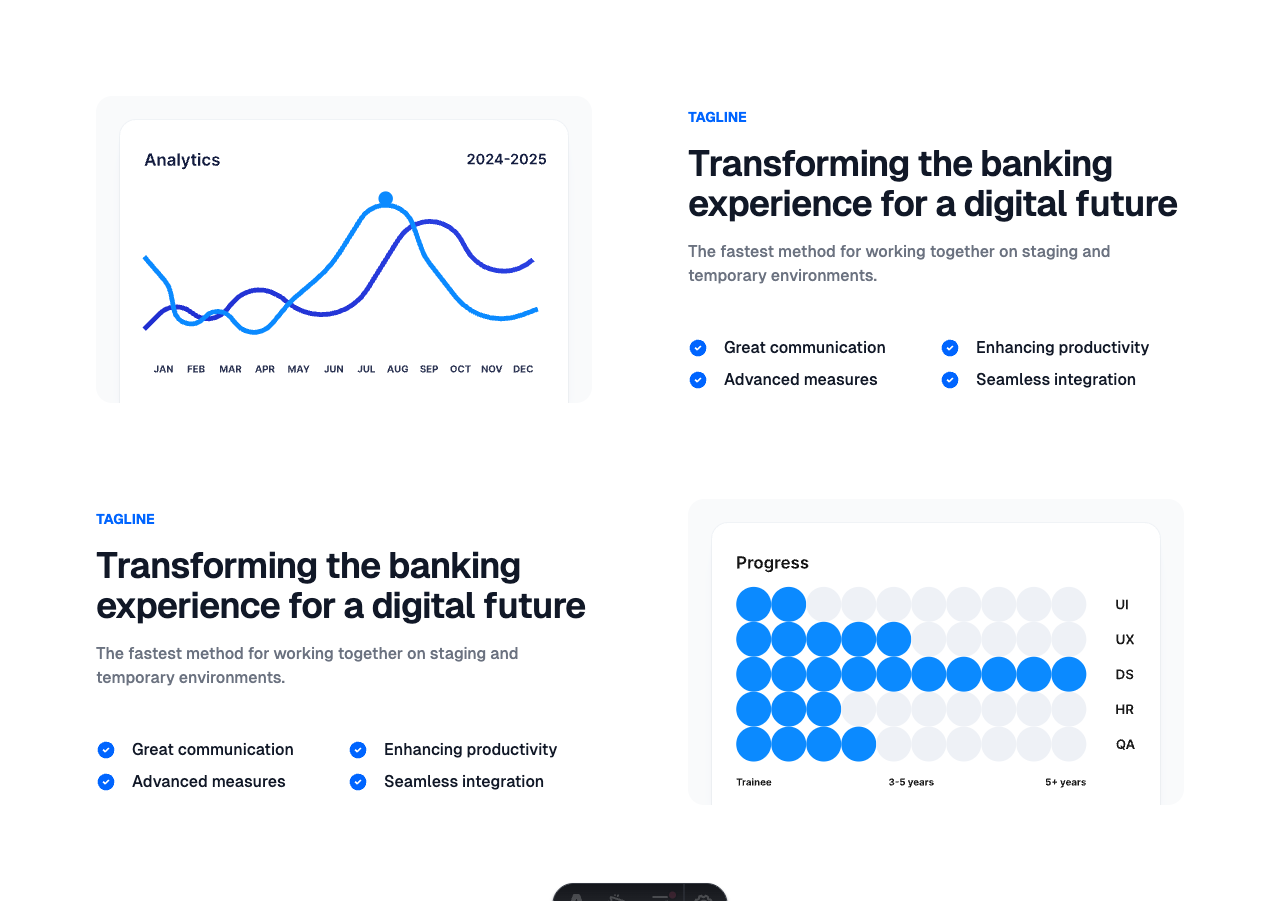 Analytics
2024-2025
JAN FEB MAR APR MAY JUN JUL AUG SEP OCT NOV DEC
TAGLINE
Transforming the banking
experience for a digital future
The fastest method for working together on staging and
temporary environments.
Great communication
Enhancing productivity
Advanced measures
Seamless integration
TAGLINE
Transforming the banking
experience for a digital future
The fastest method for working together on staging and
temporary environments.
Great communication
Enhancing productivity
Advanced measures
Seamless integration
Progress
UI
UX
DS
HR
QA
Trainee
3-5 years
5+ years